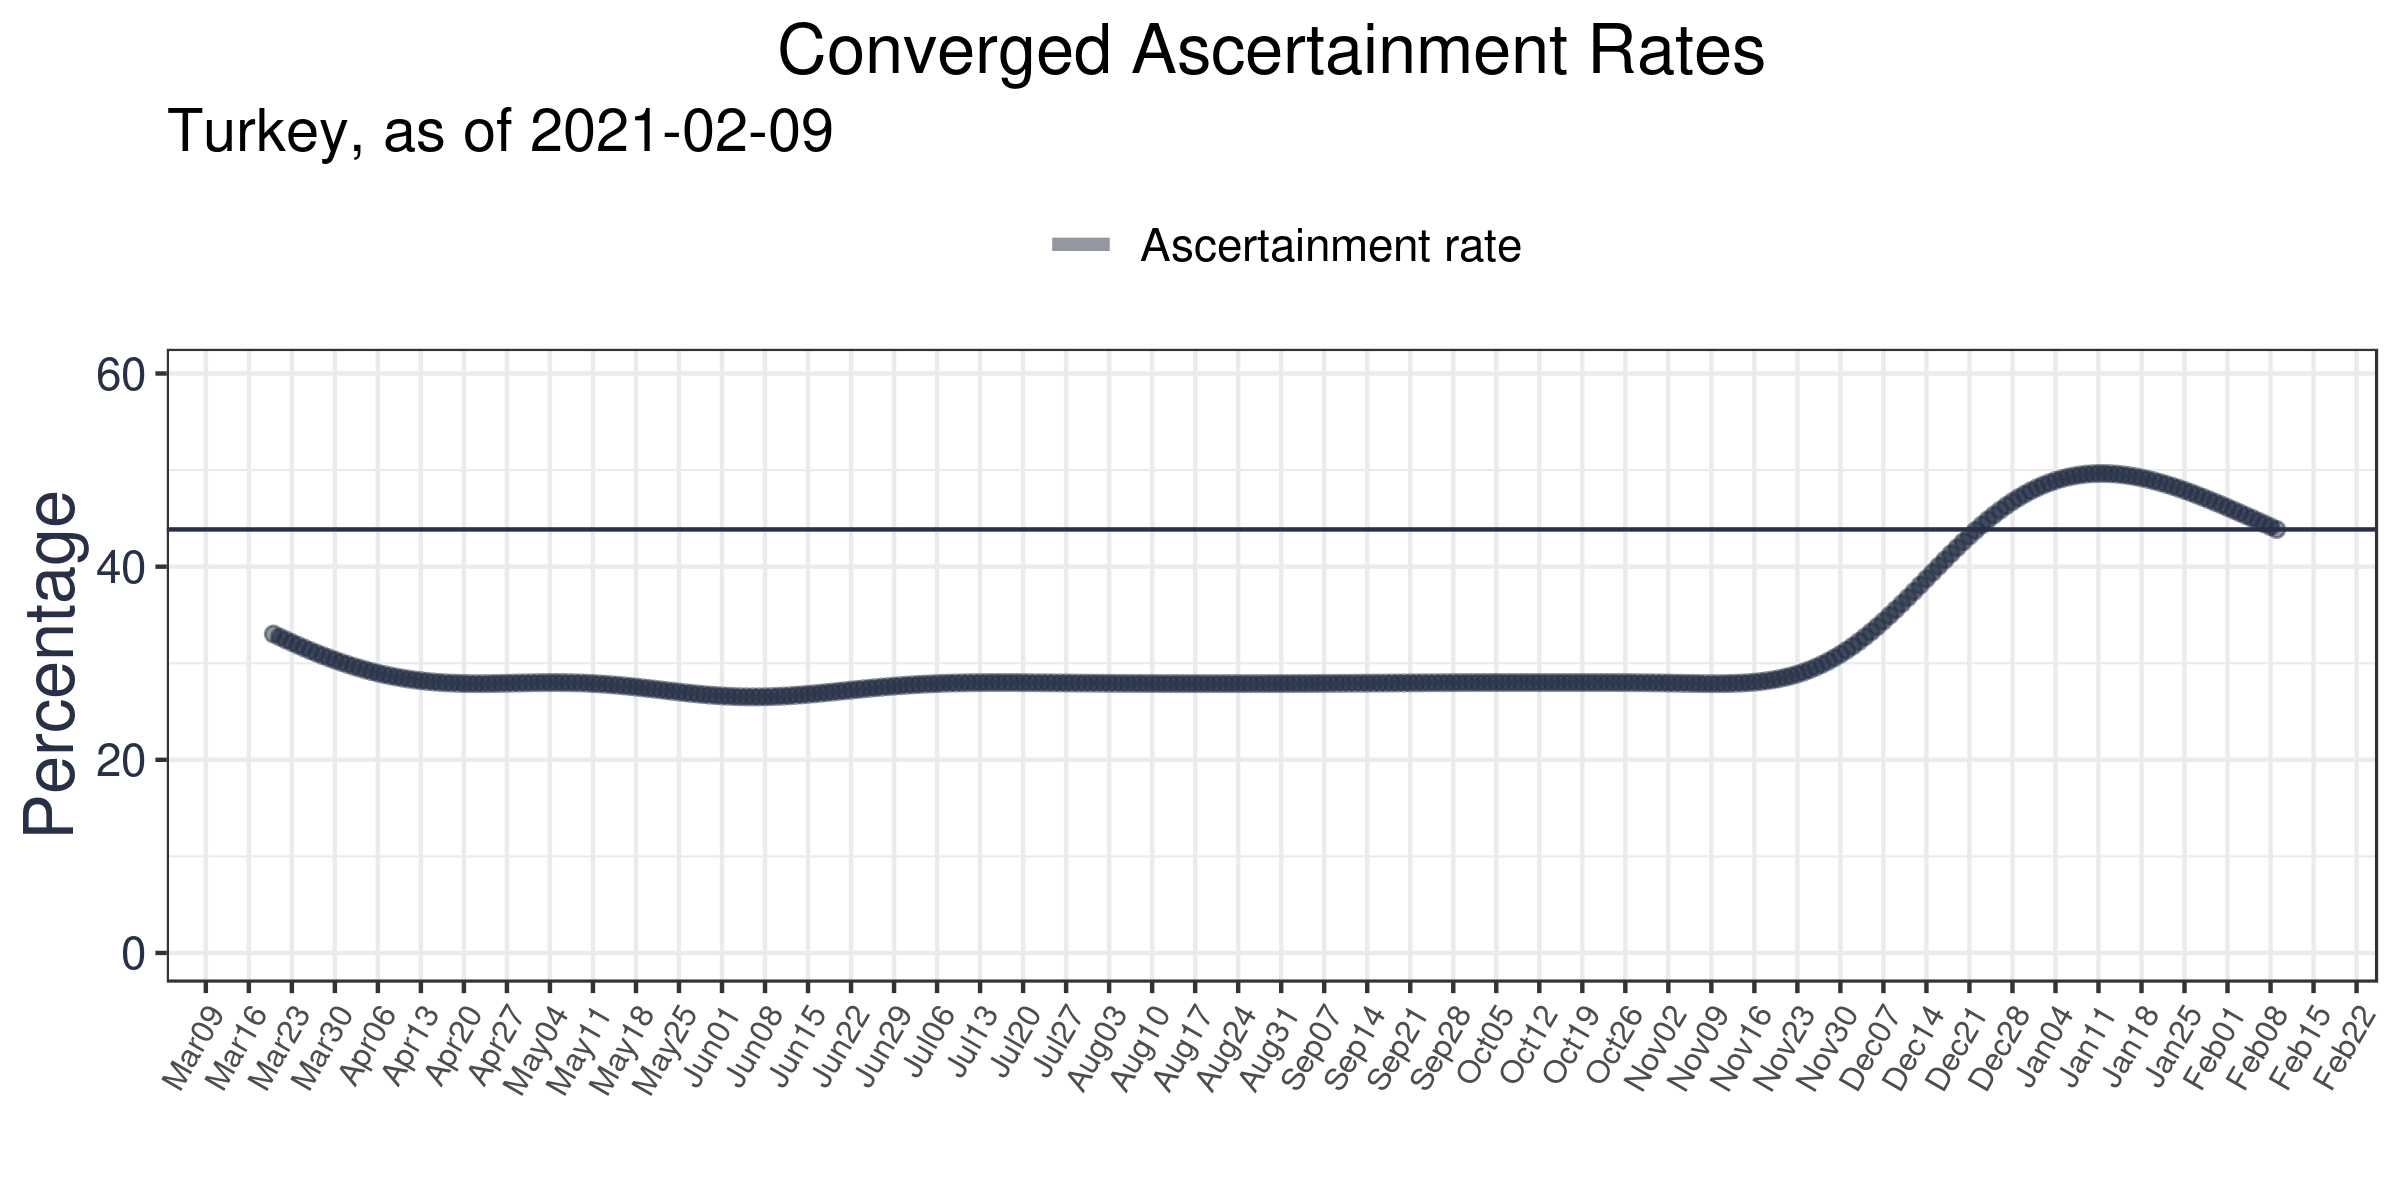 Converged Ascertainment Rates
Turkey, as of 2021-02-09
Ascertainment rate
Percentage
60
40
20
0
Mar09 Mar16 Mar23 Mar30 Apr06 Apr13 Apr20 Apr27 May04 May11 May18 May25 Jun01 Jun08 Jun15 Jun22 Jun29 Jul06 Jul13 Jul20 Jul27 Aug03 Aug10 Aug17 Aug24 Aug31 Sep07 Sep14 Sep21 Sep28 Oct05 Oct12 Oct19 Oct26 Nov02 Nov09 Nov16 Nov23 Nov30 Dec07 Dec14 Dec21 Dec28 Jan04 Jan11 Jan18 Jan25 Feb01 Feb08 Feb15 Feb22